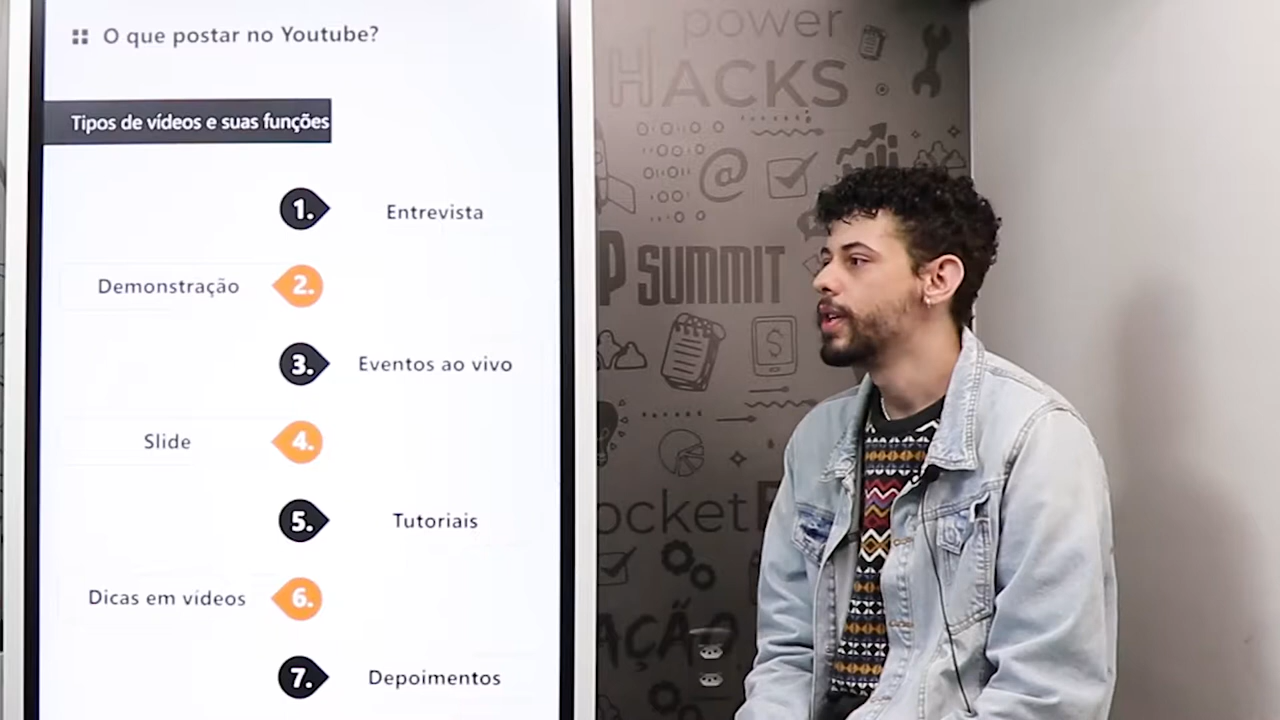 O que postar no Youtube?
Tipos de vídeos e suas funções
1. Entrevista
Demonstração 2.
3. Eventos ao vivo
Slide 4.
5. Tutoriais
Dicas em vídeos 6.
7. Depoimentos
power
HACKS
@
P SUMMIT
$
ocket
AÇÃO